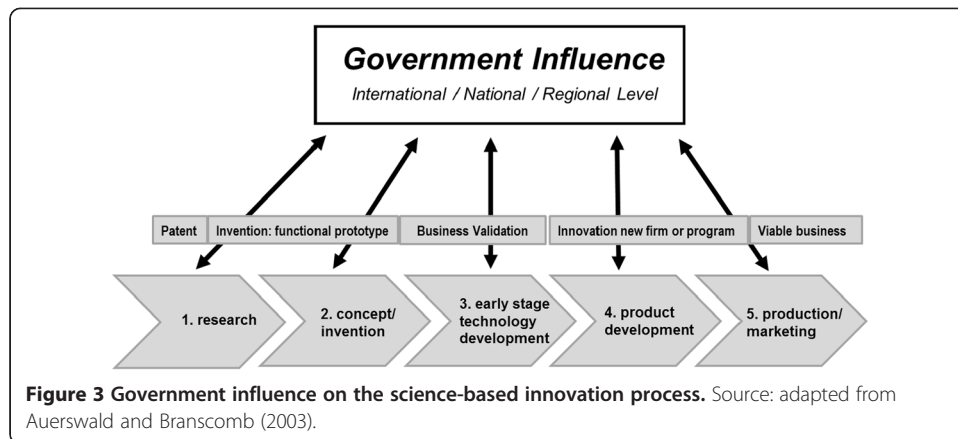 Government Influence
International / National / Regional Level
Patent
Invention: functional prototype
Business Validation
Innovation new firm or program
Viable business
1. research
2. concept/
invention
3. early stage
technology
development
4. product
development
5. production/
marketing
Figure 3 Government influence on the science-based innovation process. Source: adapted from
Auerswald and Branscomb (2003).